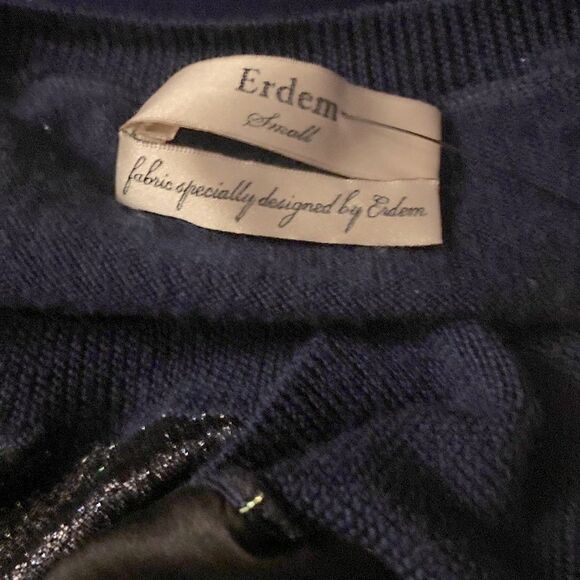 Erdem
Small
fabric specially designed by Erdem